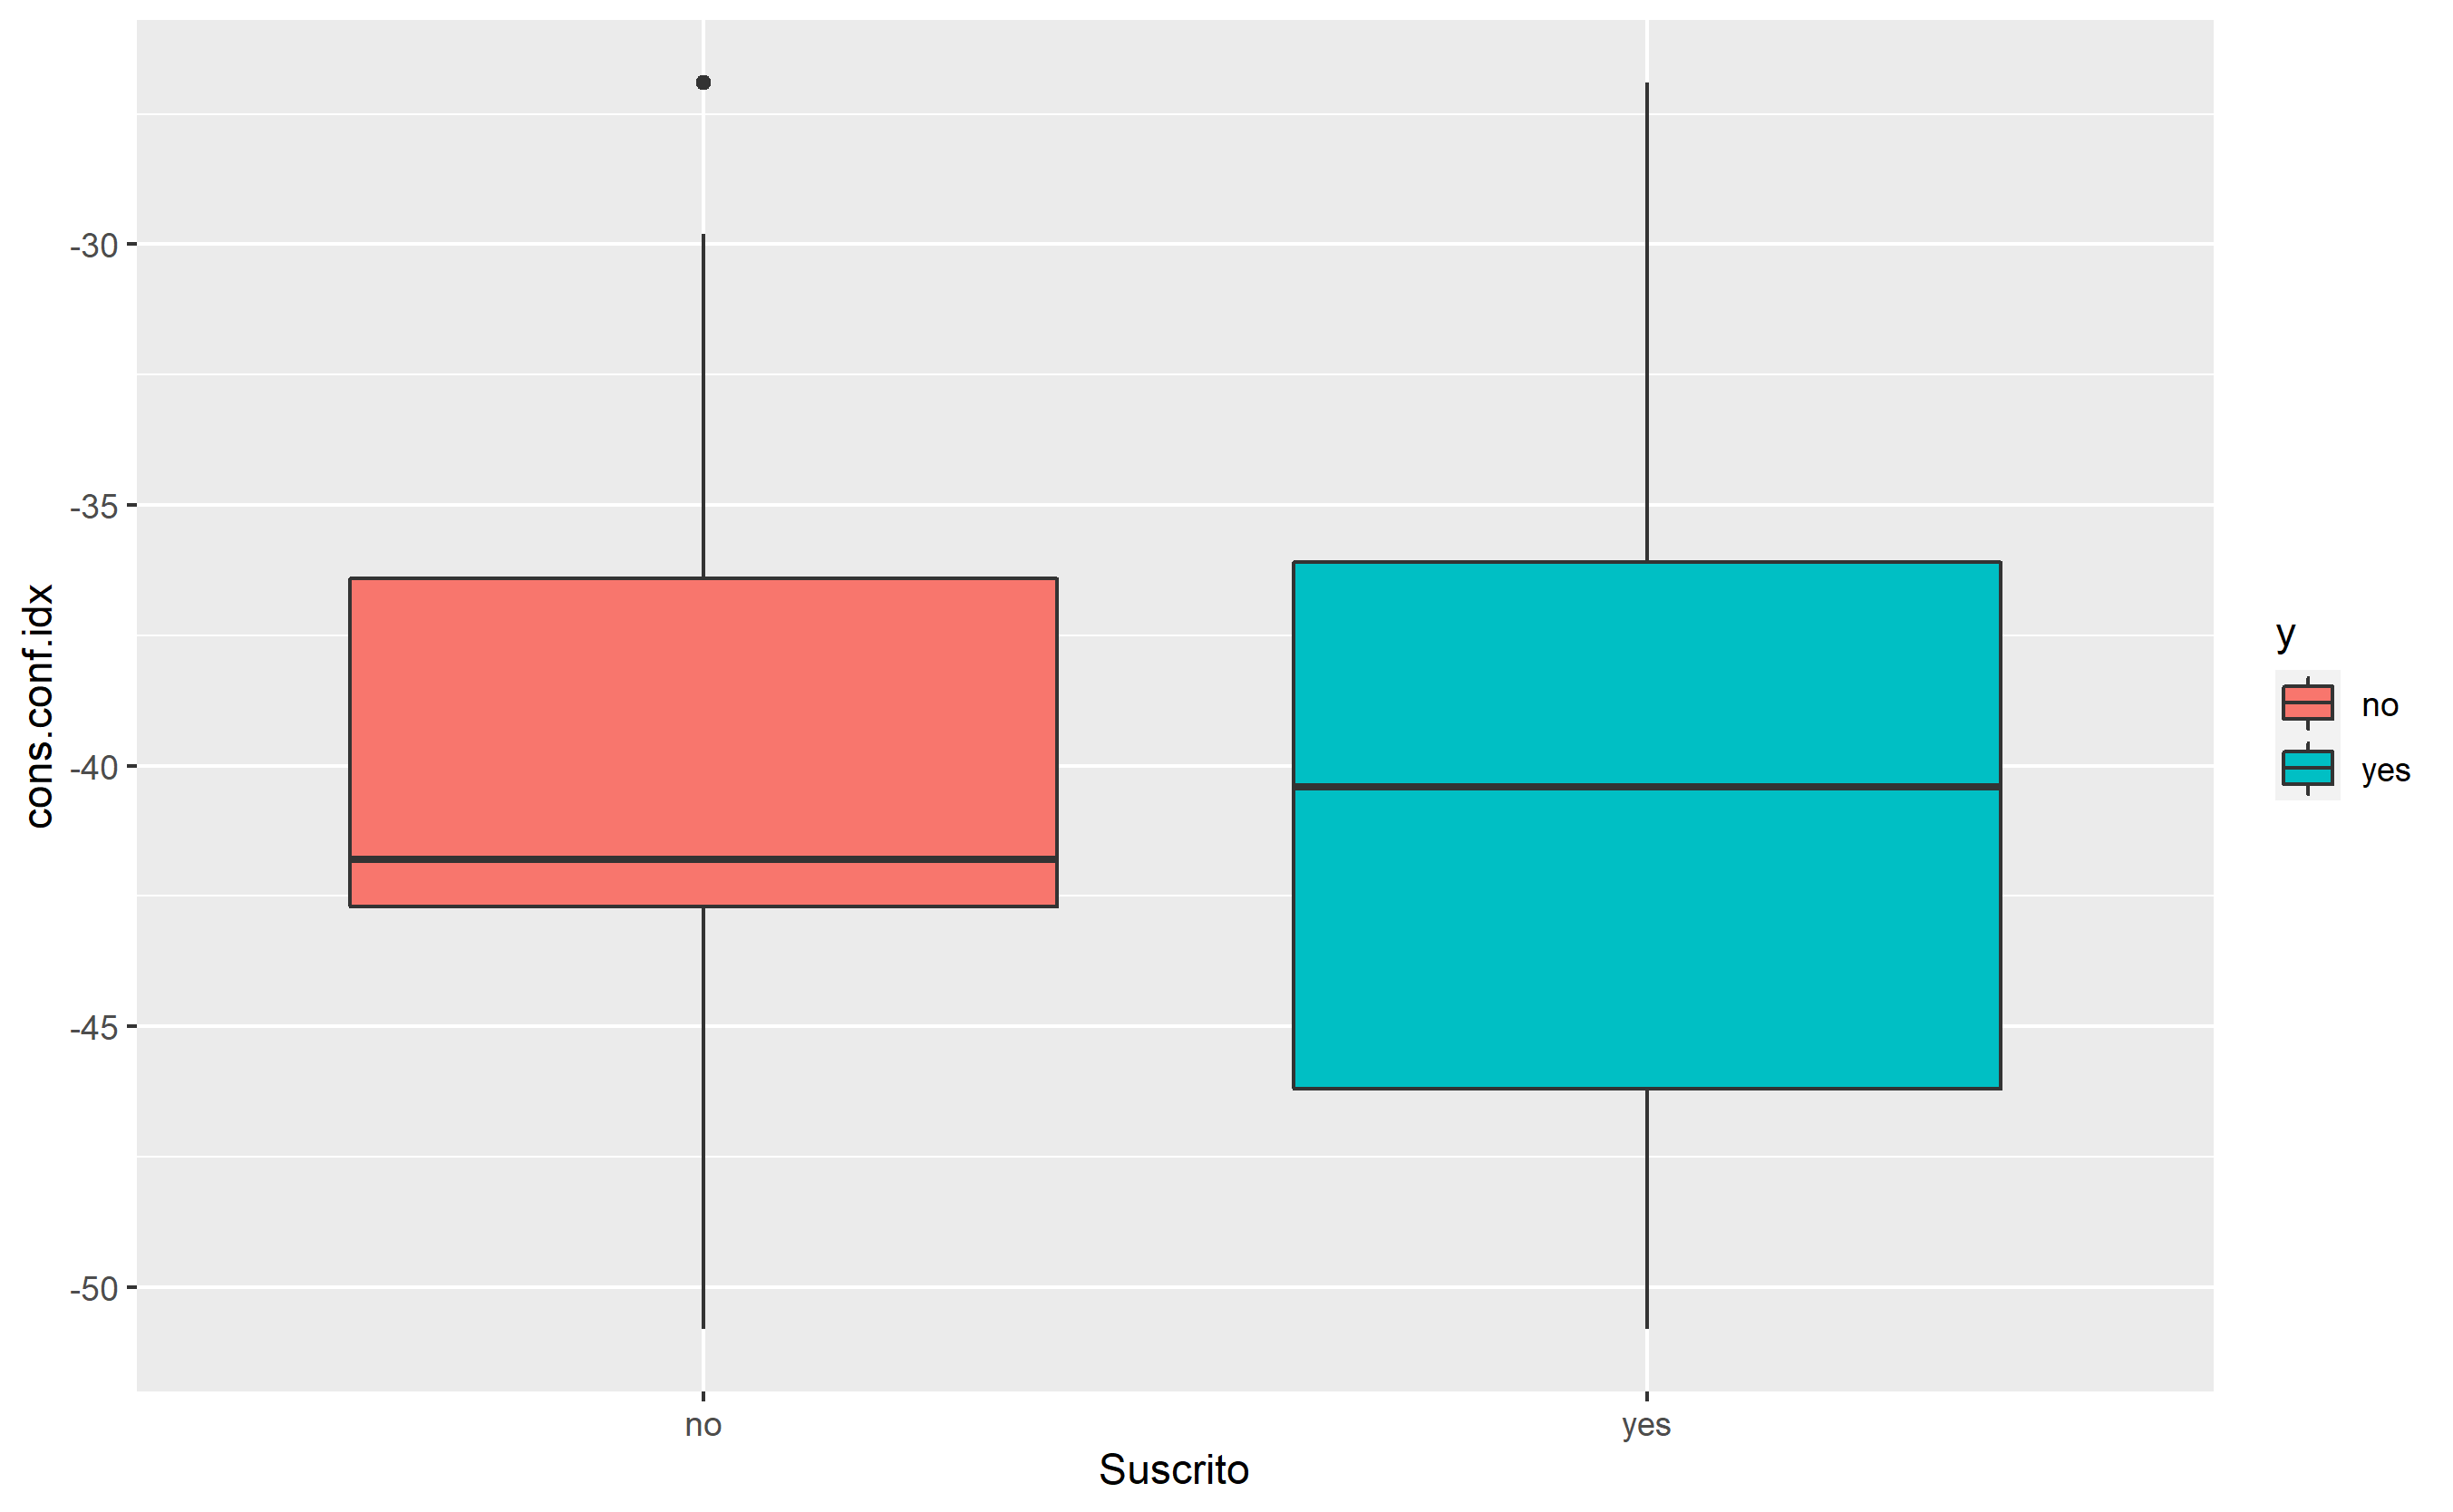 cons.conf.idx
-30
-35
-40
-45
-50
no
yes
Suscrito
y
no
yes